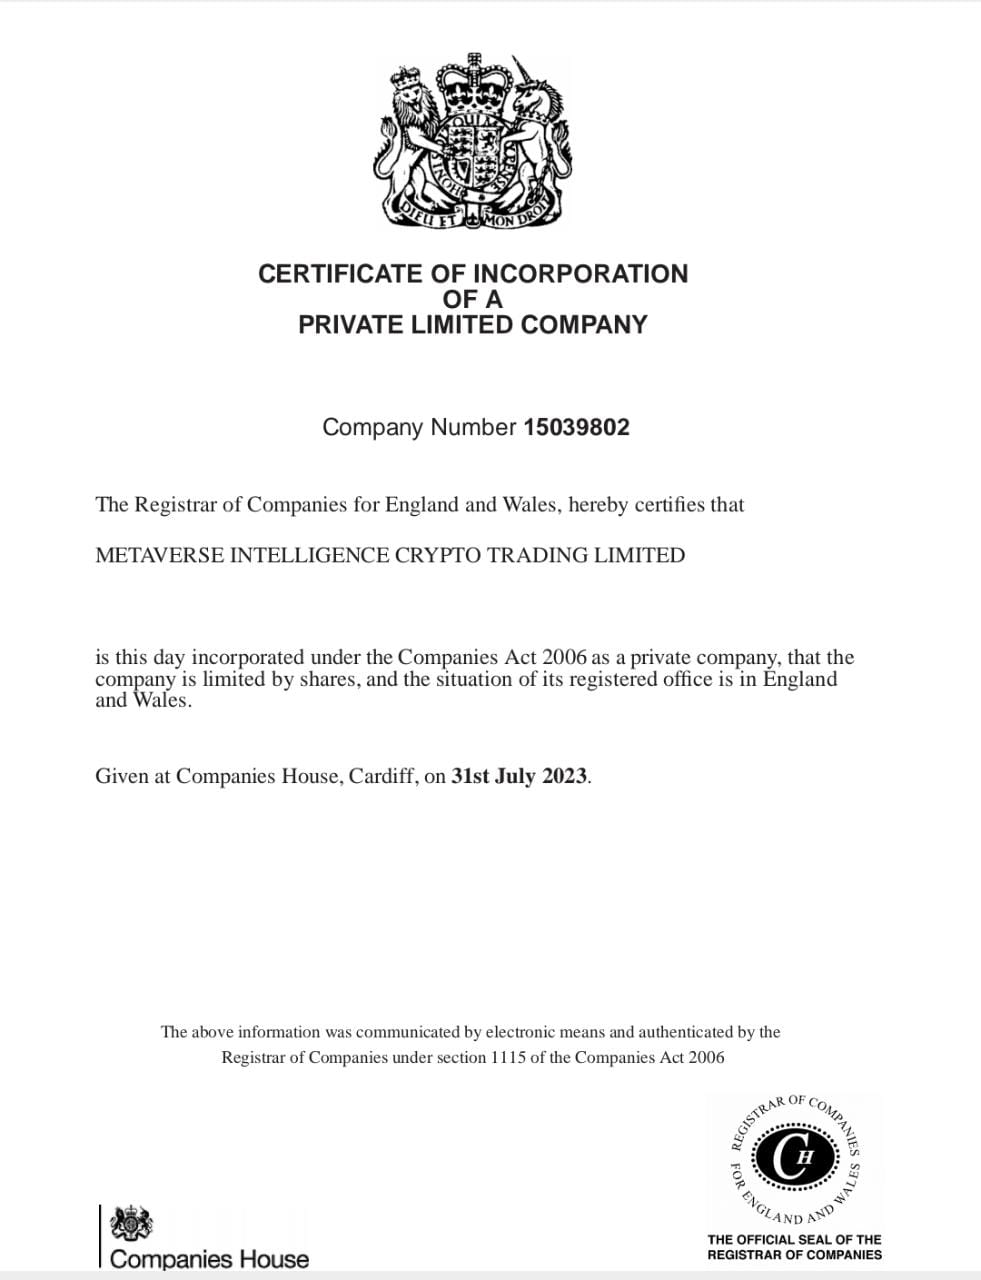 QUI
HONI
PENSE
DIEU ET MON DROIT
CERTIFICATE OF INCORPORATION
OF A
PRIVATE LIMITED COMPANY
Company Number 15039802
The Registrar of Companies for England and Wales, hereby certifies that
METAVERSE INTELLIGENCE CRYPTO TRADING LIMITED
is this day incorporated under the Companies Act 2006 as a private company, that the
company is limited by shares, and the situation of its registered office is in England
and Wales.
Given at Companies House, Cardiff, on 31st July 2023.
The above information was communicated by electronic means and authenticated by the
Registrar of Companies under section 1115 of the Companies Act 2006
REGISTRAR OF COMPANIES
FOR ENGLAND AND WALES
CH
THE OFFICIAL SEAL OF THE
REGISTRAR OF COMPANIES
Companies House